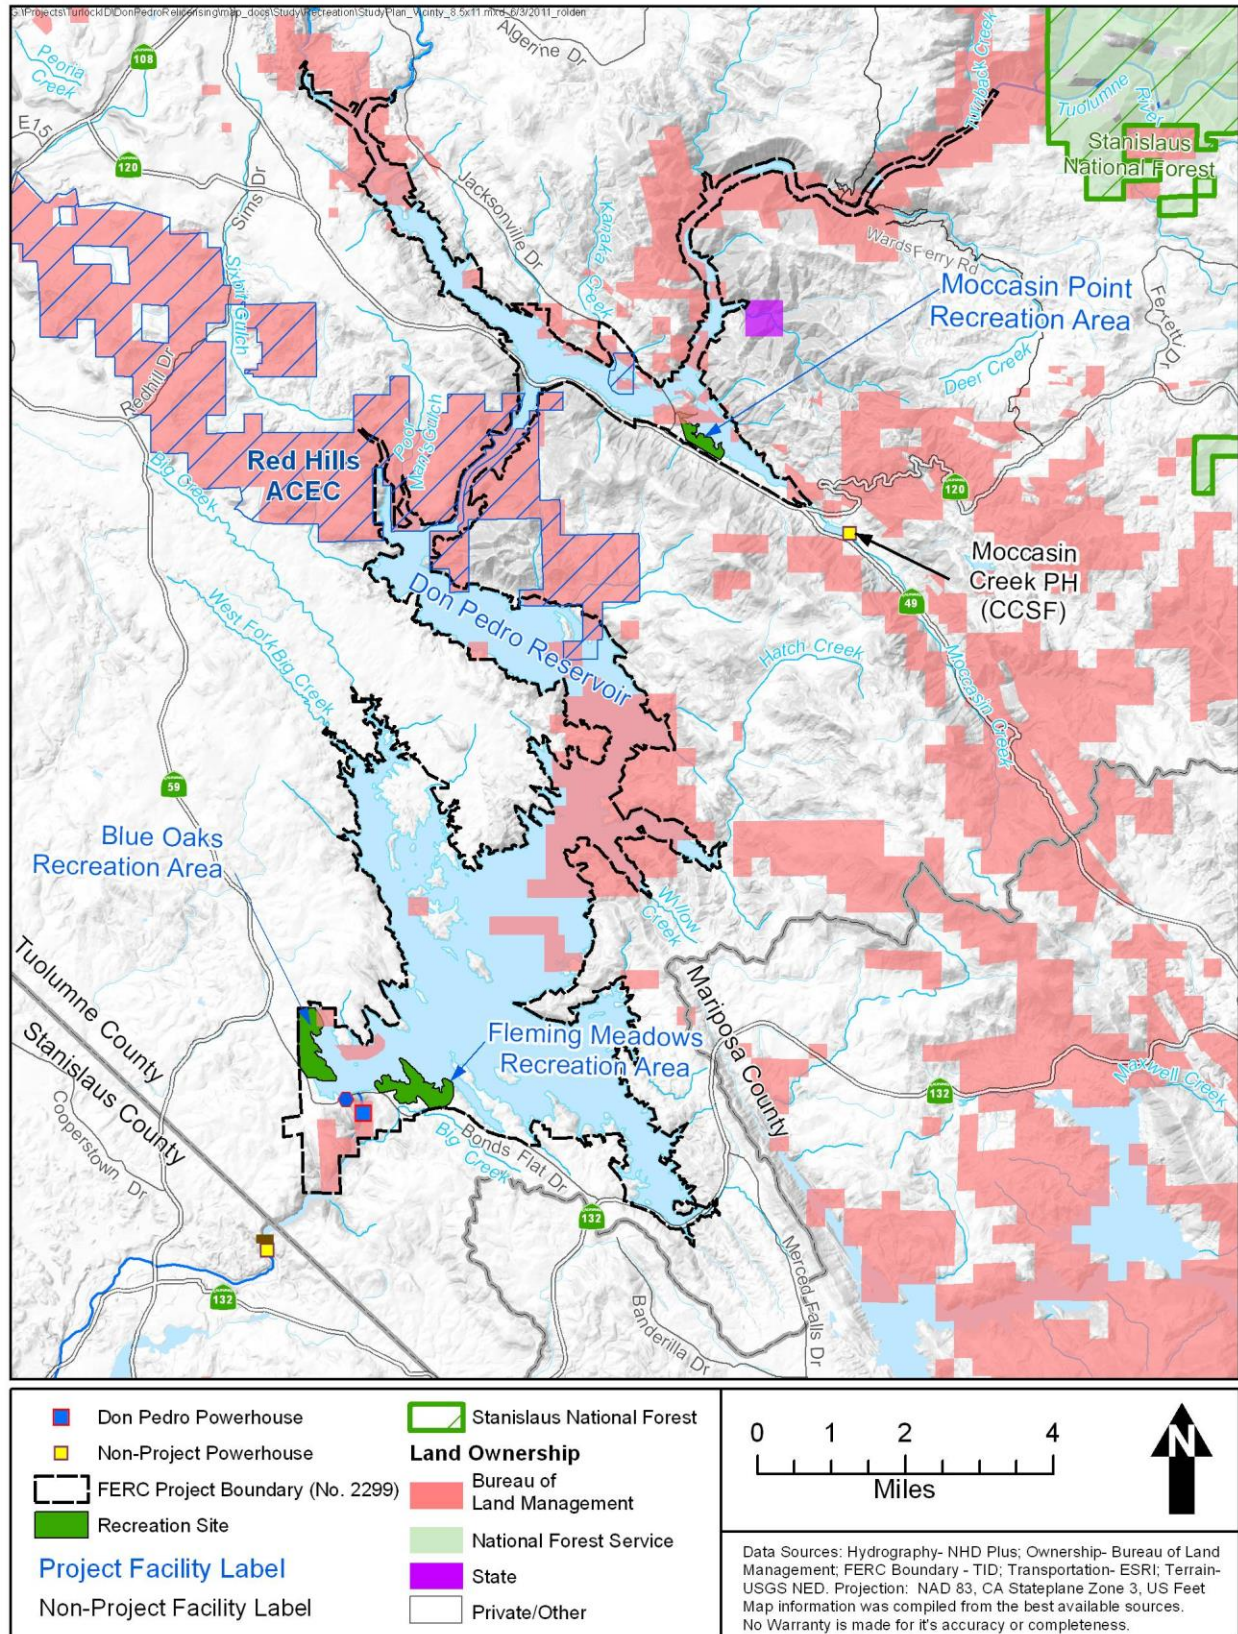 G:\Projects\TurlockID\DonPedroRelicensing\map_docs\Study\Recreation\StudyPlan_Vicinty_8.5x11.mxd 6/3/2011_rolden
Peoria
Creek
108
Algerine Dr
Turnback Creek
Tuolumne
River
E15
120
Stanislaus
National Forest
Sims Dr
Jacksonville Dr
Kanaka Creek
Wards Ferry Rd
Moccasin Point
Recreation Area
Ferretti Dr
Sixbit Gulch
Deer Creek
Redhill Dr
Poor
Man's Gulch
Red Hills
ACEC
Big Creek
120
Moccasin
Creek PH
(CCSF)
Don Pedro Reservoir
49
West Fork Big Creek
Hatch Creek
Moccasin Creek
59
Blue Oaks
Recreation Area
Wyllow
Creek
Tuolumne County
Stanislaus County
Mariposa County
Fleming Meadows
Recreation Area
Maxwell Creek
132
Cooperstown Dr
Big Creek
Bonds Flat Dr
132
Merced Falls Dr
132
Banderilla Dr
Don Pedro Powerhouse
Non-Project Powerhouse
FERC Project Boundary (No. 2299)
Recreation Site
Project Facility Label
Non-Project Facility Label
Stanislaus National Forest
Land Ownership
Bureau of
Land Management
National Forest Service
State
Private/Other
0 1 2 4
Miles
N
Data Sources: Hydrography- NHD Plus; Ownership- Bureau of Land
Management; FERC Boundary - TID; Transportation- ESRI; Terrain-
USGS NED. Projection: NAD 83, CA Stateplane Zone 3, US Feet
Map information was compiled from the best available sources.
No Warranty is made for it's accuracy or completeness.